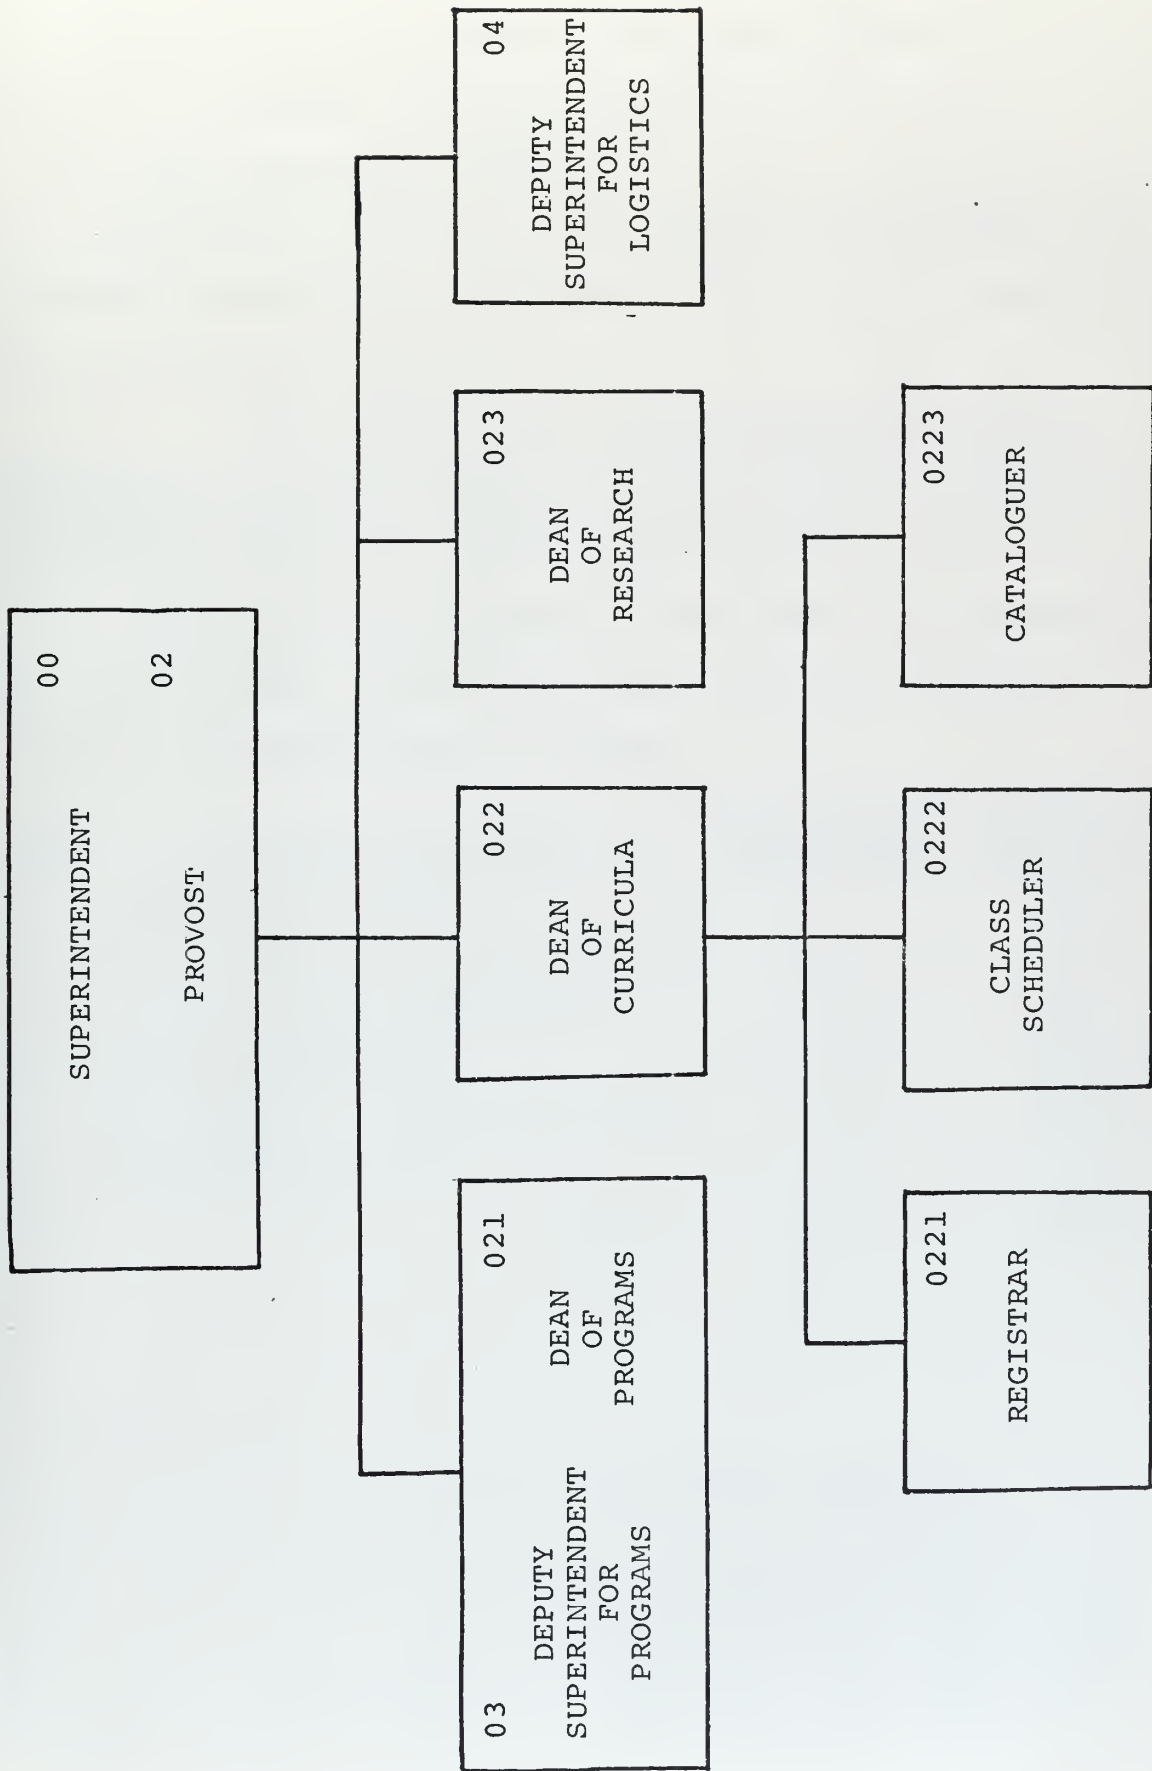 00
SUPERINTENDENT
02
PROVOST
03
DEPUTY
SUPERINTENDENT
FOR
PROGRAMS
021
DEAN
OF
PROGRAMS
022
DEAN
OF
CURRICULA
023
DEAN
OF
RESEARCH
04
DEPUTY
SUPERINTENDENT
FOR
LOGISTICS
0221
REGISTRAR
0222
CLASS
SCHEDULER
0223
CATALOGUER